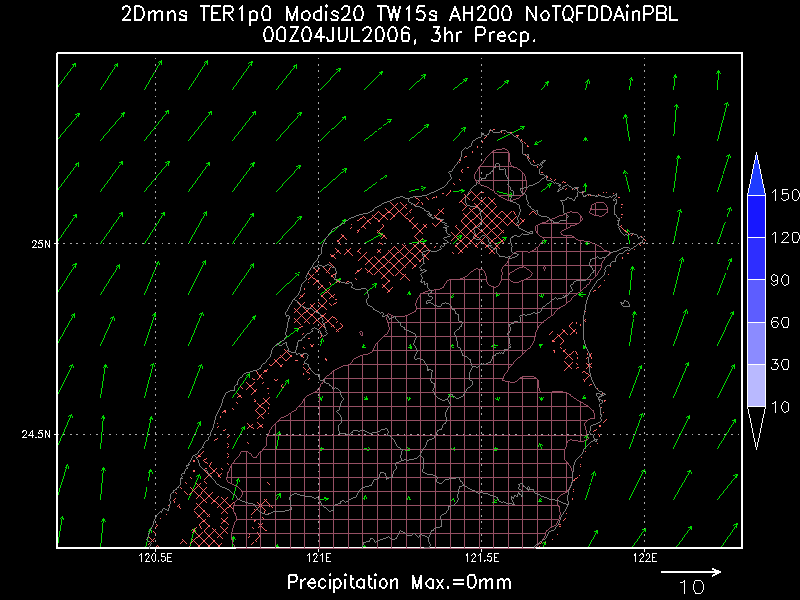 2Dmns TER1p0 Modis20 TW15s AH200 NoTQFDDAinPBL
00Z04JUL2006, 3hr Precp.
150
120
90
60
30
10
25N
24.5N
120.5E 121E 121.5E 122E
Precipitation Max.=0mm
10